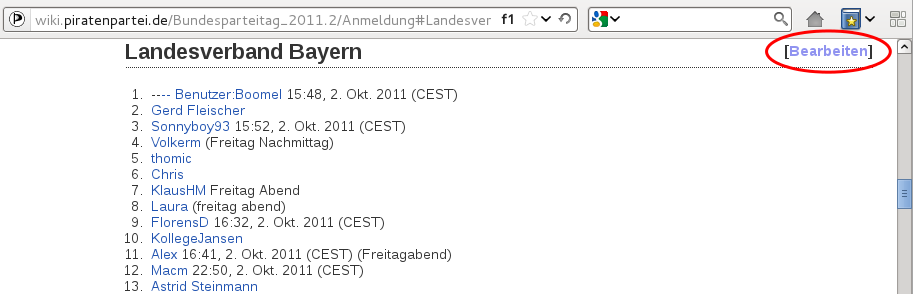 wiki.piratenpartei.de/Bundesparteitag_2011.2/Anmeldung#Landesver f1
Landesverband Bayern [Bearbeiten]
1. ---- Benutzer:Boomel 15:48, 2. Okt. 2011 (CEST)
2. Gerd Fleischer
3. Sonnyboy93 15:52, 2. Okt. 2011 (CEST)
4. Volkerm (Freitag Nachmittag)
5. thomic
6. Chris
7. KlausHM Freitag Abend
8. Laura (freitag abend)
9. FlorensD 16:32, 2. Okt. 2011 (CEST)
10. KollegeJansen
11. Alex 16:41, 2. Okt. 2011 (CEST) (Freitagabend)
12. Macm 22:50, 2. Okt. 2011 (CEST)
13. Astrid Steinmann